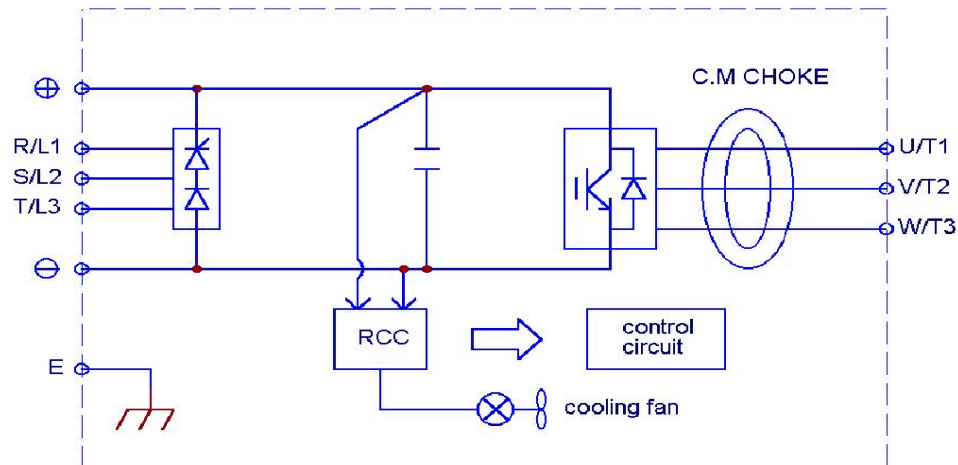 C.M CHOKE
R/L1
S/L2
T/L3
U/T1
V/T2
W/T3
RCC
control
circuit
E
cooling fan